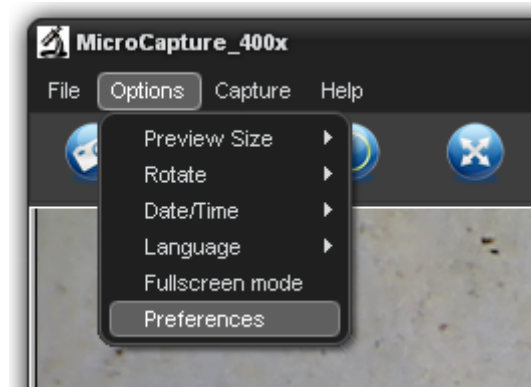 MicroCapture_400x
File Options Capture Help
Preview Size
Rotate
Date/Time
Language
Fullscreen mode
Preferences